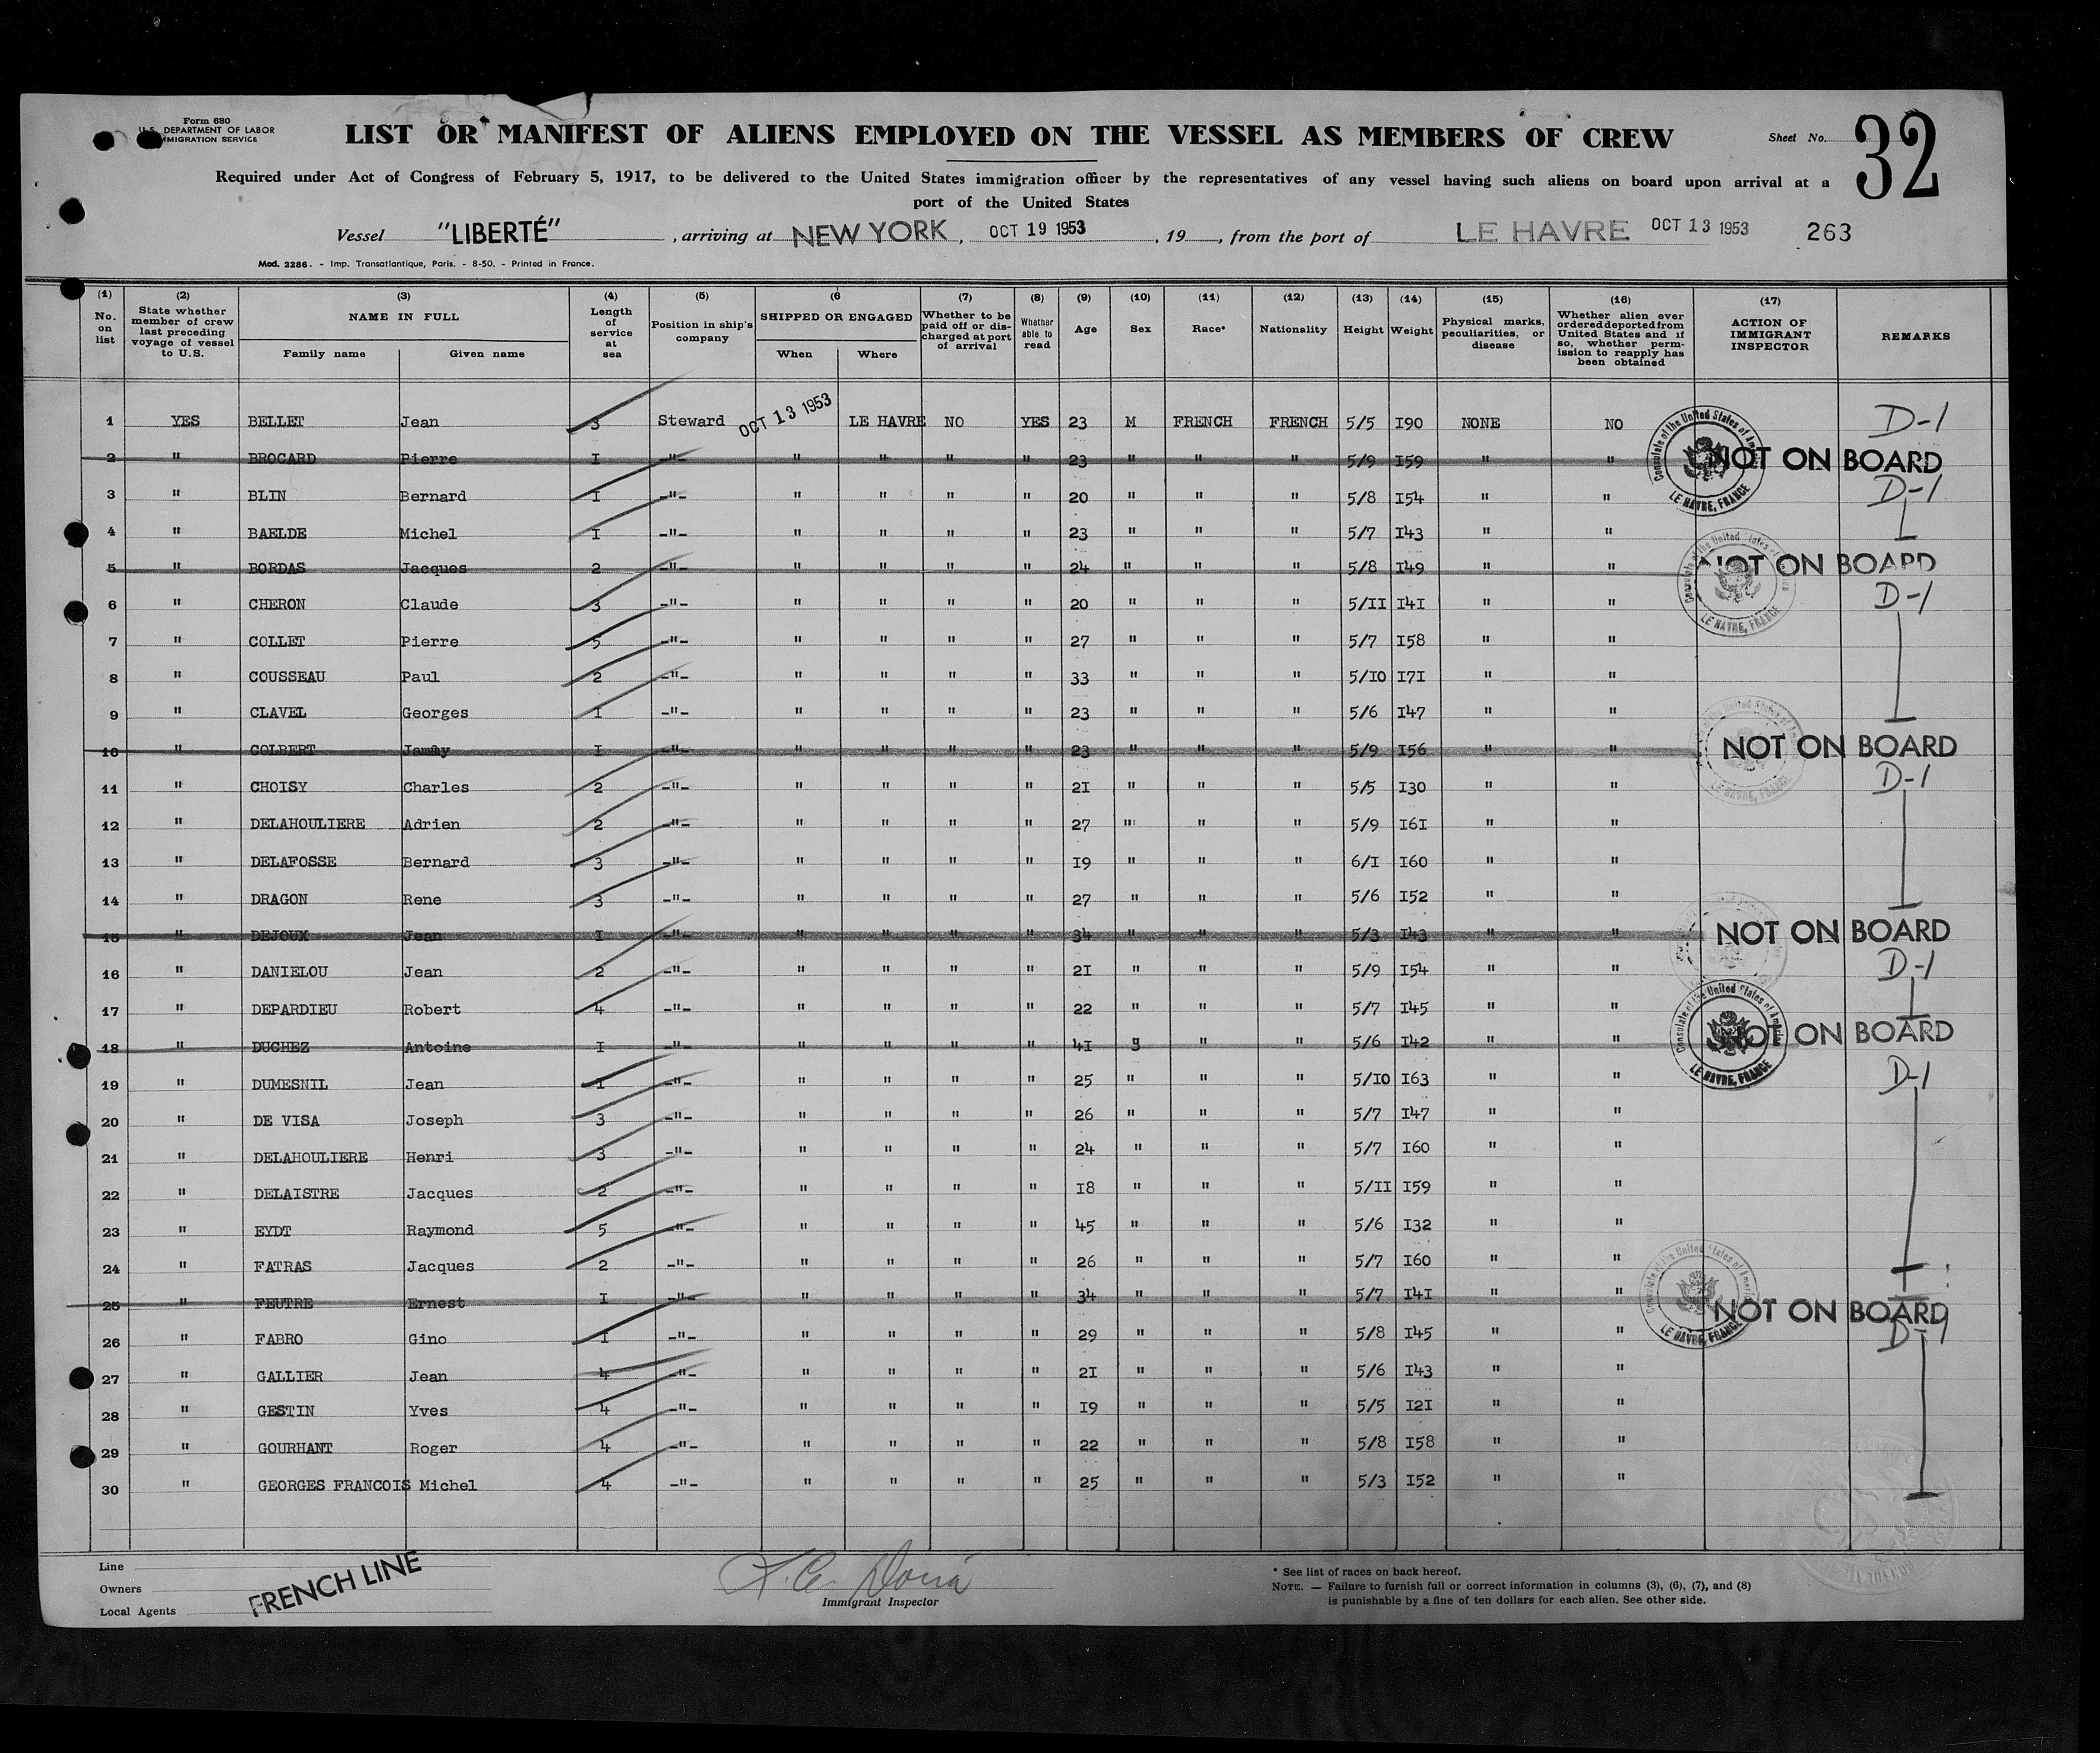 Form 680
U.S. DEPARTMENT OF LABOR
IMMIGRATION SERVICE
LIST OR MANIFEST OF ALIENS EMPLOYED ON THE VESSEL AS MEMBERS OF CREW
Sheet No. 32
Required under Act of Congress of February 5, 1917, to be delivered to the United States immigration officer by the representatives of any vessel having such aliens on board upon arrival at a
port of the United States
Vessel "LIBERTÉ", arriving at NEW YORK, OCT 19 1953, 19, from the port of LE HAVRE OCT 13 1953 263
Mod. 2286. - Imp. Transatlantique, Paris. - 8-50. - Printed in France.
(1) No. on list (2) State whether member of crew last preceding voyage of vessel to U.S. (3) NAME IN FULL Family name Given name (4) Length of service at sea (5) Position in ship's company (6 SHIPPED OR ENGAGED When Where (7) Whether to be paid off or discharged at port of arrival (8) Whether able to read (9) Age (10) Sex (11) Race* (12) Nationality (13) Height (14) Weight (15) Physical marks, peculiarities, or disease (16) Whether alien ever ordered deported from United States and if so, whether permission to reapply has been obtained (17) ACTION OF IMMIGRANT INSPECTOR REMARKS
1 YES BELLET Jean 3 Steward OCT 13 1953 LE HAVRE NO YES 23 M FRENCH FRENCH 5/5 I90 NONE NO D-1
2 " BROCARD Pierre I -"- " " " " 23 " " " 5/9 I59 " " NOT ON BOARD
3 " BLIN Bernard I -"- " " " " 20 " " " 5/8 I54 " " D-1
4 " BAELDE Michel I -"- " " " " 23 " " " 5/7 I43 " "
5 " BORDAS Jacques 2 -"- " " " " 24 " " " 5/8 I49 " " NOT ON BOARD
6 " CHERON Claude 3 -"- " " " " 20 " " " 5/II I4I " " D-1
7 " COLLET Pierre 5 -"- " " " " 27 " " " 5/7 I58 " "
8 " COUSSEAU Paul 2 -"- " " " " 33 " " " 5/IO I7I " "
9 " CLAVEL Georges I -"- " " " " 23 " " " 5/6 I47 " "
10 " COLBERT I -"- " " " " 23 " " " 5/9 I56 " " NOT ON BOARD
11 " CHOISY Charles 2 -"- " " " " 2I " " " 5/5 I30 " " D-1
12 " DELAHOULIERE Adrien 2 -"- " " " " 27 " " " 5/9 I6I " "
13 " DELAFOSSE Bernard 3 -"- " " " " I9 " " " 6/I I60 " "
14 " DRAGON Rene 3 -"- " " " " 27 " " " 5/6 I52 " "
15 " DEJOUX Jean I -"- " " " " 34 " " " 5/3 I43 " " NOT ON BOARD
16 " DANIELOU Jean 2 -"- " " " " 2I " " " 5/9 I54 " " D-1
17 " DEPARDIEU Robert 4 -"- " " " " 22 " " " 5/7 I45 " "
18 " DUCHEZ Antoine I -"- " " " " 4I " " 5/6 I42 " " NOT ON BOARD
19 " DUMESNIL Jean I -"- " " " " 25 " " " 5/IO I63 " " D-1
20 " DE VISA Joseph 3 -"- " " " " 26 " " " 5/7 I47 " "
21 " DELAHOULIERE Henri 3 -"- " " " " 24 " " " 5/7 I60 " "
22 " DELAISTRE Jacques 2 -"- " " " " I8 " " " 5/II I59 " "
23 " EYDT Raymond 5 -"- " " " " 45 " " " 5/6 I32 " "
24 " FATRAS Jacques 2 -"- " " " " 26 " " " 5/7 I60 " "
25 " FEUTRE Ernest I -"- " " " " 34 " " " 5/7 I4I " " NOT ON BOARD
26 " FABRO Gino I -"- " " " " 29 " " " 5/8 I45 " " D-1
27 " GALLIER Jean 4 -"- " " " " 2I " " " 5/6 I43 " "
28 " GESTIN Yves 4 -"- " " " " I9 " " " 5/5 I2I " "
29 " GOURHANT Roger 4 -"- " " " " 22 " " " 5/8 I58 " "
30 " GEORGES FRANCOIS Michel 4 -"- " " " " 25 " " " 5/3 I52 " "
Consulate of the United States of America LE HAVRE, FRANCE
Line
Owners
Local Agents
FRENCH LINE
Immigrant Inspector
* See list of races on back hereof.
NOTE. — Failure to furnish full or correct information in columns (3), (6), (7), and (8)
is punishable by a fine of ten dollars for each alien. See other side.